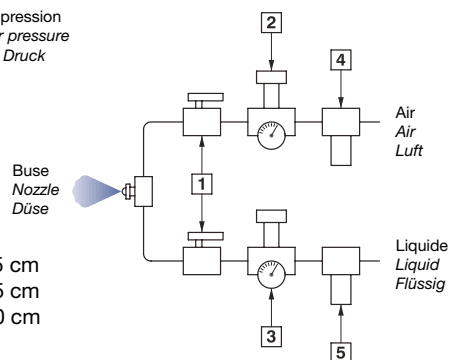 pression
r pressure
Druck
2
4
Air
Air
Luft
Buse
Nozzle
Düse
1
5 cm
5 cm
0 cm
Liquide
Liquid
Flüssig
3
5